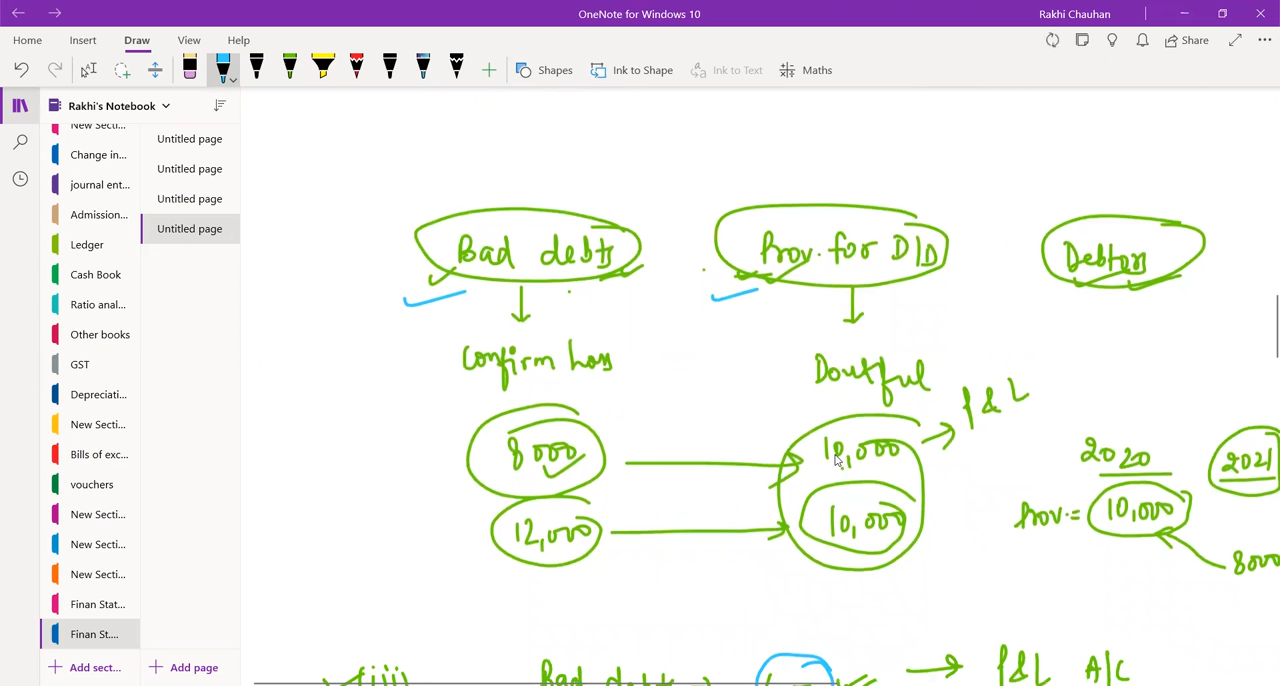 OneNote for Windows 10
Rakhi Chauhan
Home Insert Draw View Help
Share
Shapes Ink to Shape Ink to Text Maths
Rakhi's Notebook
New Secti...
Change in...
journal ent...
Admission...
Ledger
Cash Book
Ratio anal...
Other books
GST
Depreciati...
New Secti...
Bills of exc...
vouchers
New Secti...
New Secti...
New Secti...
Finan Stat...
Finan St....
Add sect...
Untitled page
Untitled page
Untitled page
Untitled page
Add page
Bad debts Prov. for D/D Debtors
Confirm Loss Doutful
P & L
8000 10,000
12,000 10,000
2020 2021
Prov. = 10,000
8000
(iii) Bad debts → P&L A/C